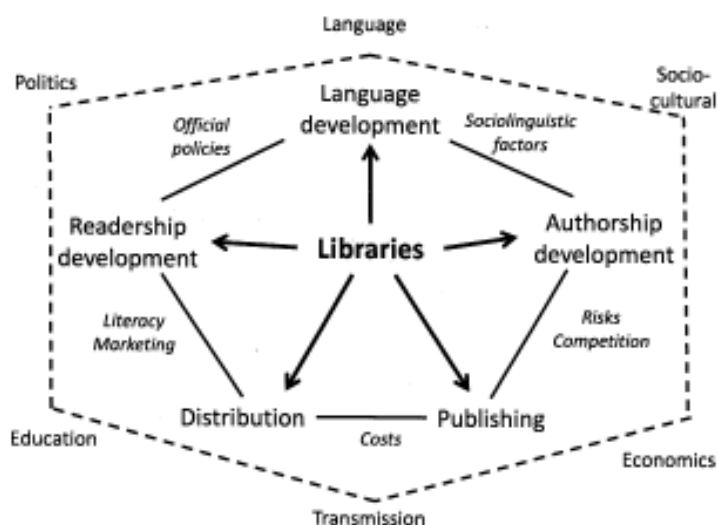 Language
Politics
Socio-
cultural
Language
development
Official
policies
Sociolinguistic
factors
Readership
development
Libraries
Authorship
development
Literacy
Marketing
Risks
Competition
Distribution
Costs
Publishing
Education
Economics
Transmission